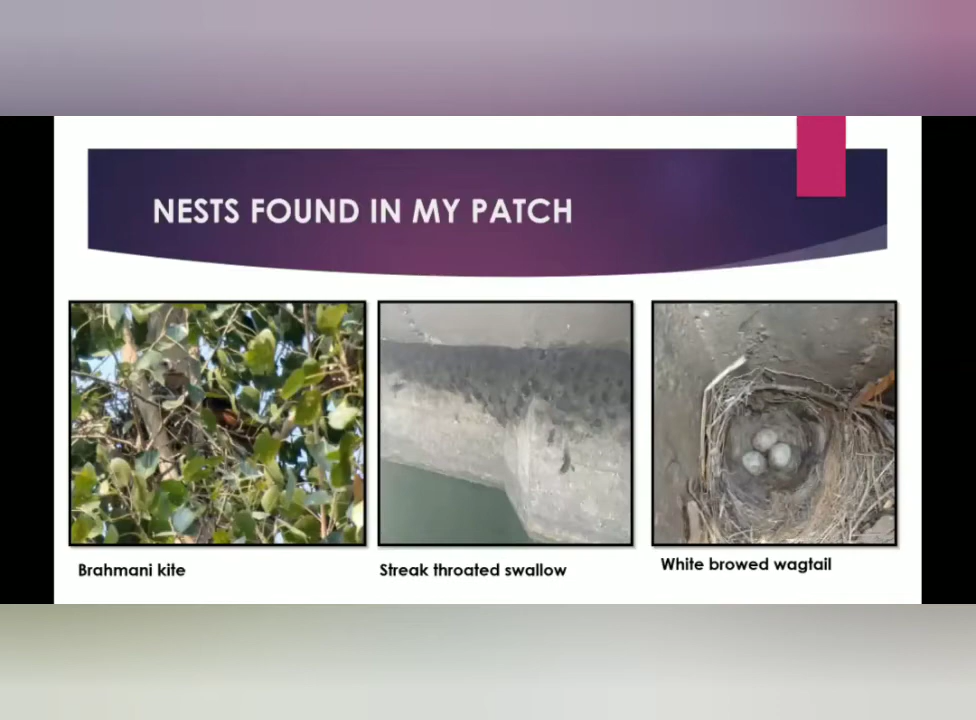 NESTS FOUND IN MY PATCH
Brahmani kite
Streak throated swallow
White browed wagtail